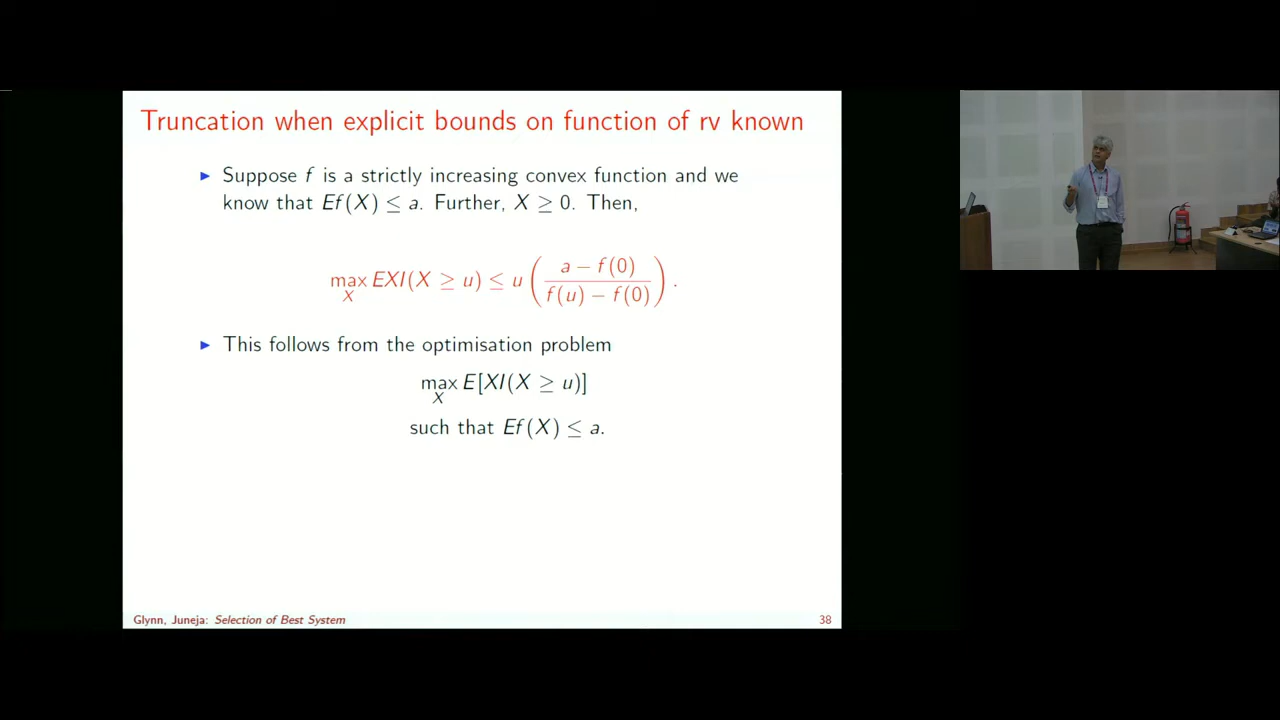 Truncation when explicit bounds on function of rv known
▶ Suppose f is a strictly increasing convex function and we
know that Ef(X) ≤ a. Further, X ≥ 0. Then,
max_X EXI(X ≥ u) ≤ u ( (a − f(0)) / (f(u) − f(0)) ) .
▶ This follows from the optimisation problem
max_X E[XI(X ≥ u)]
such that Ef(X) ≤ a.
Glynn, Juneja: Selection of Best System 38